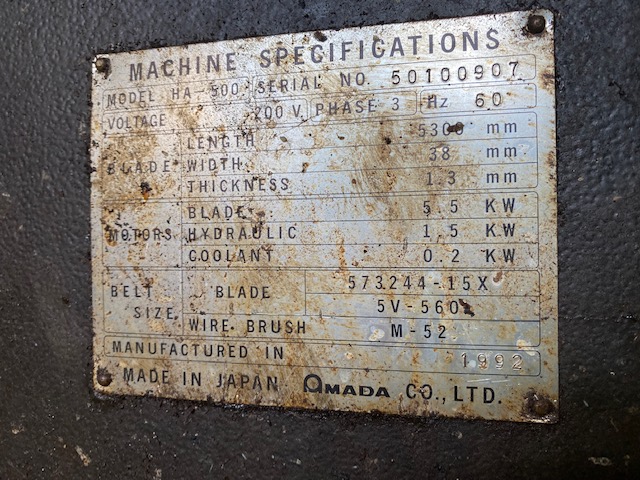 MACHINE SPECIFICATIONS
MODEL HA-500 SERIAL NO. 50100907
VOLTAGE 200 V PHASE 3 Hz 60
BLADE LENGTH 5300 mm
WIDTH 38 mm
THICKNESS 1.3 mm
MOTORS BLADE 5.5 KW
HYDRAULIC 1.5 KW
COOLANT 0.2 KW
BELT SIZE BLADE 573244-15X
5V-560
WIRE BRUSH M-52
MANUFACTURED IN 1992
MADE IN JAPAN AMADA CO., LTD.